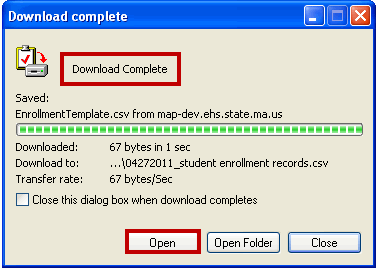 Download complete
Download Complete
Saved:
EnrollmentTemplate.csv from map-dev.ehs.state.ma.us
Downloaded: 67 bytes in 1 sec
Download to: ...\04272011_student enrollment records.csv
Transfer rate: 67 bytes/Sec
Close this dialog box when download completes
Open Open Folder Close